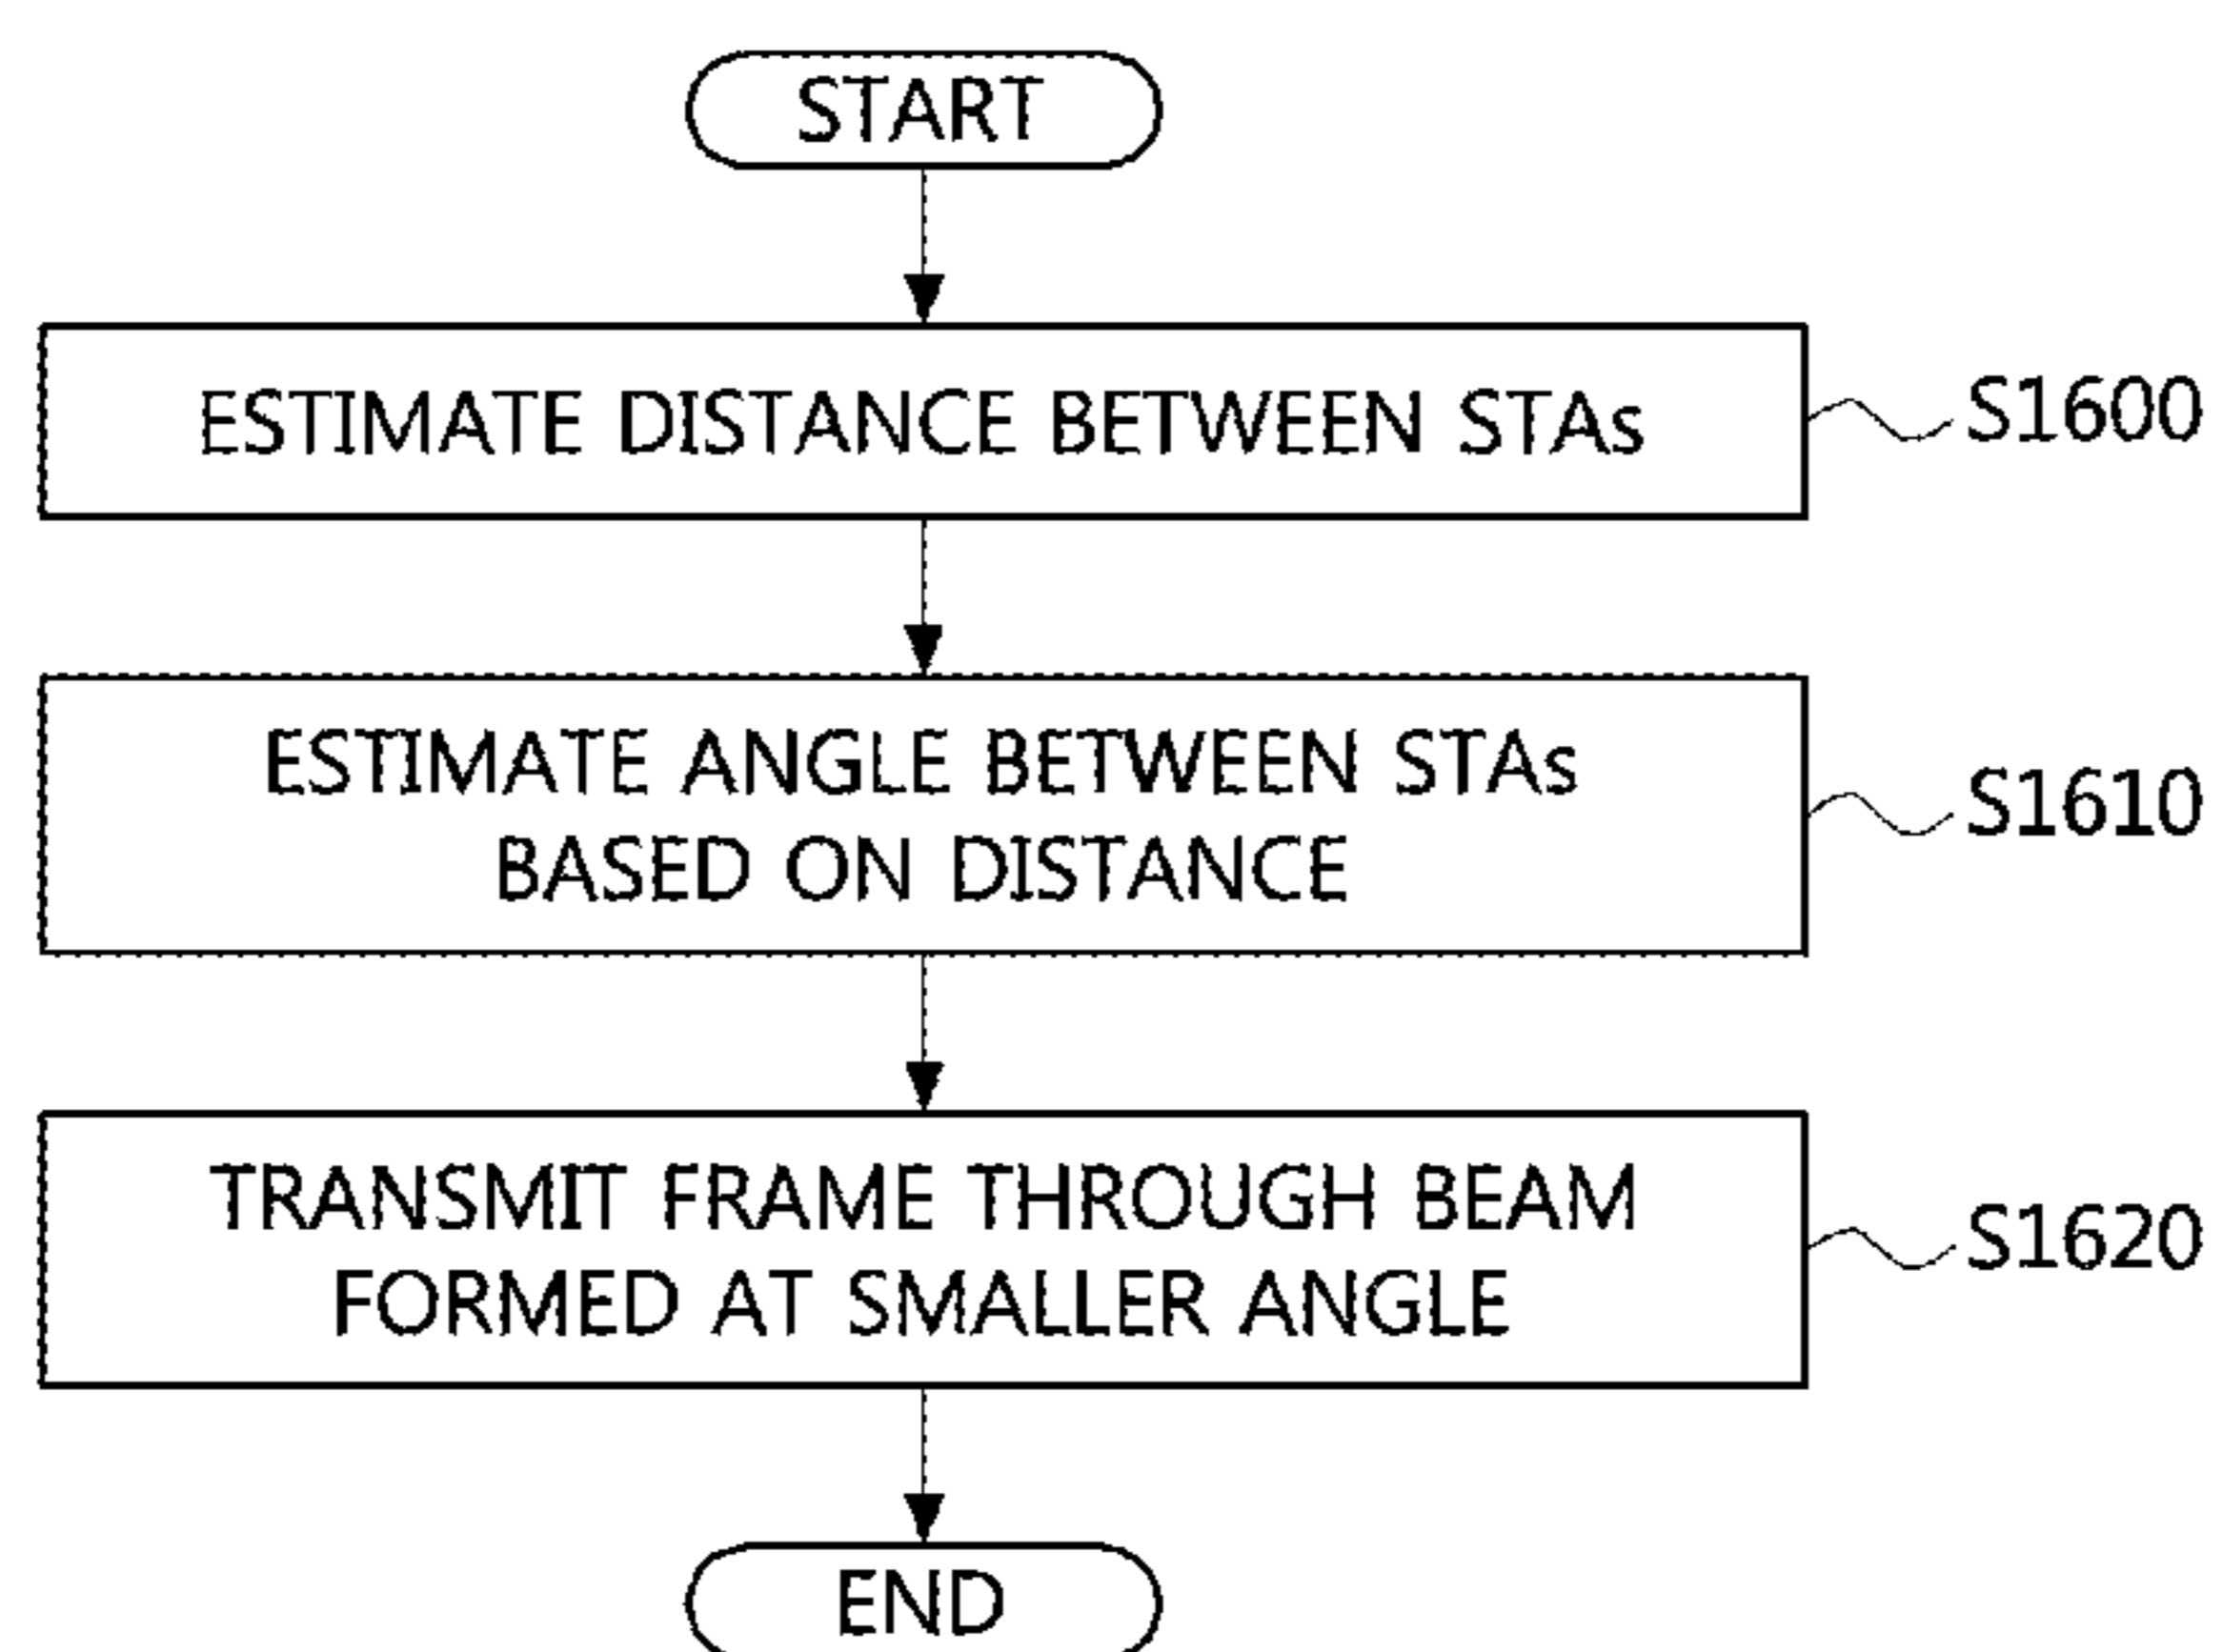 START
ESTIMATE DISTANCE BETWEEN STAs
S1600
ESTIMATE ANGLE BETWEEN STAs
BASED ON DISTANCE
S1610
TRANSMIT FRAME THROUGH BEAM
FORMED AT SMALLER ANGLE
S1620
END